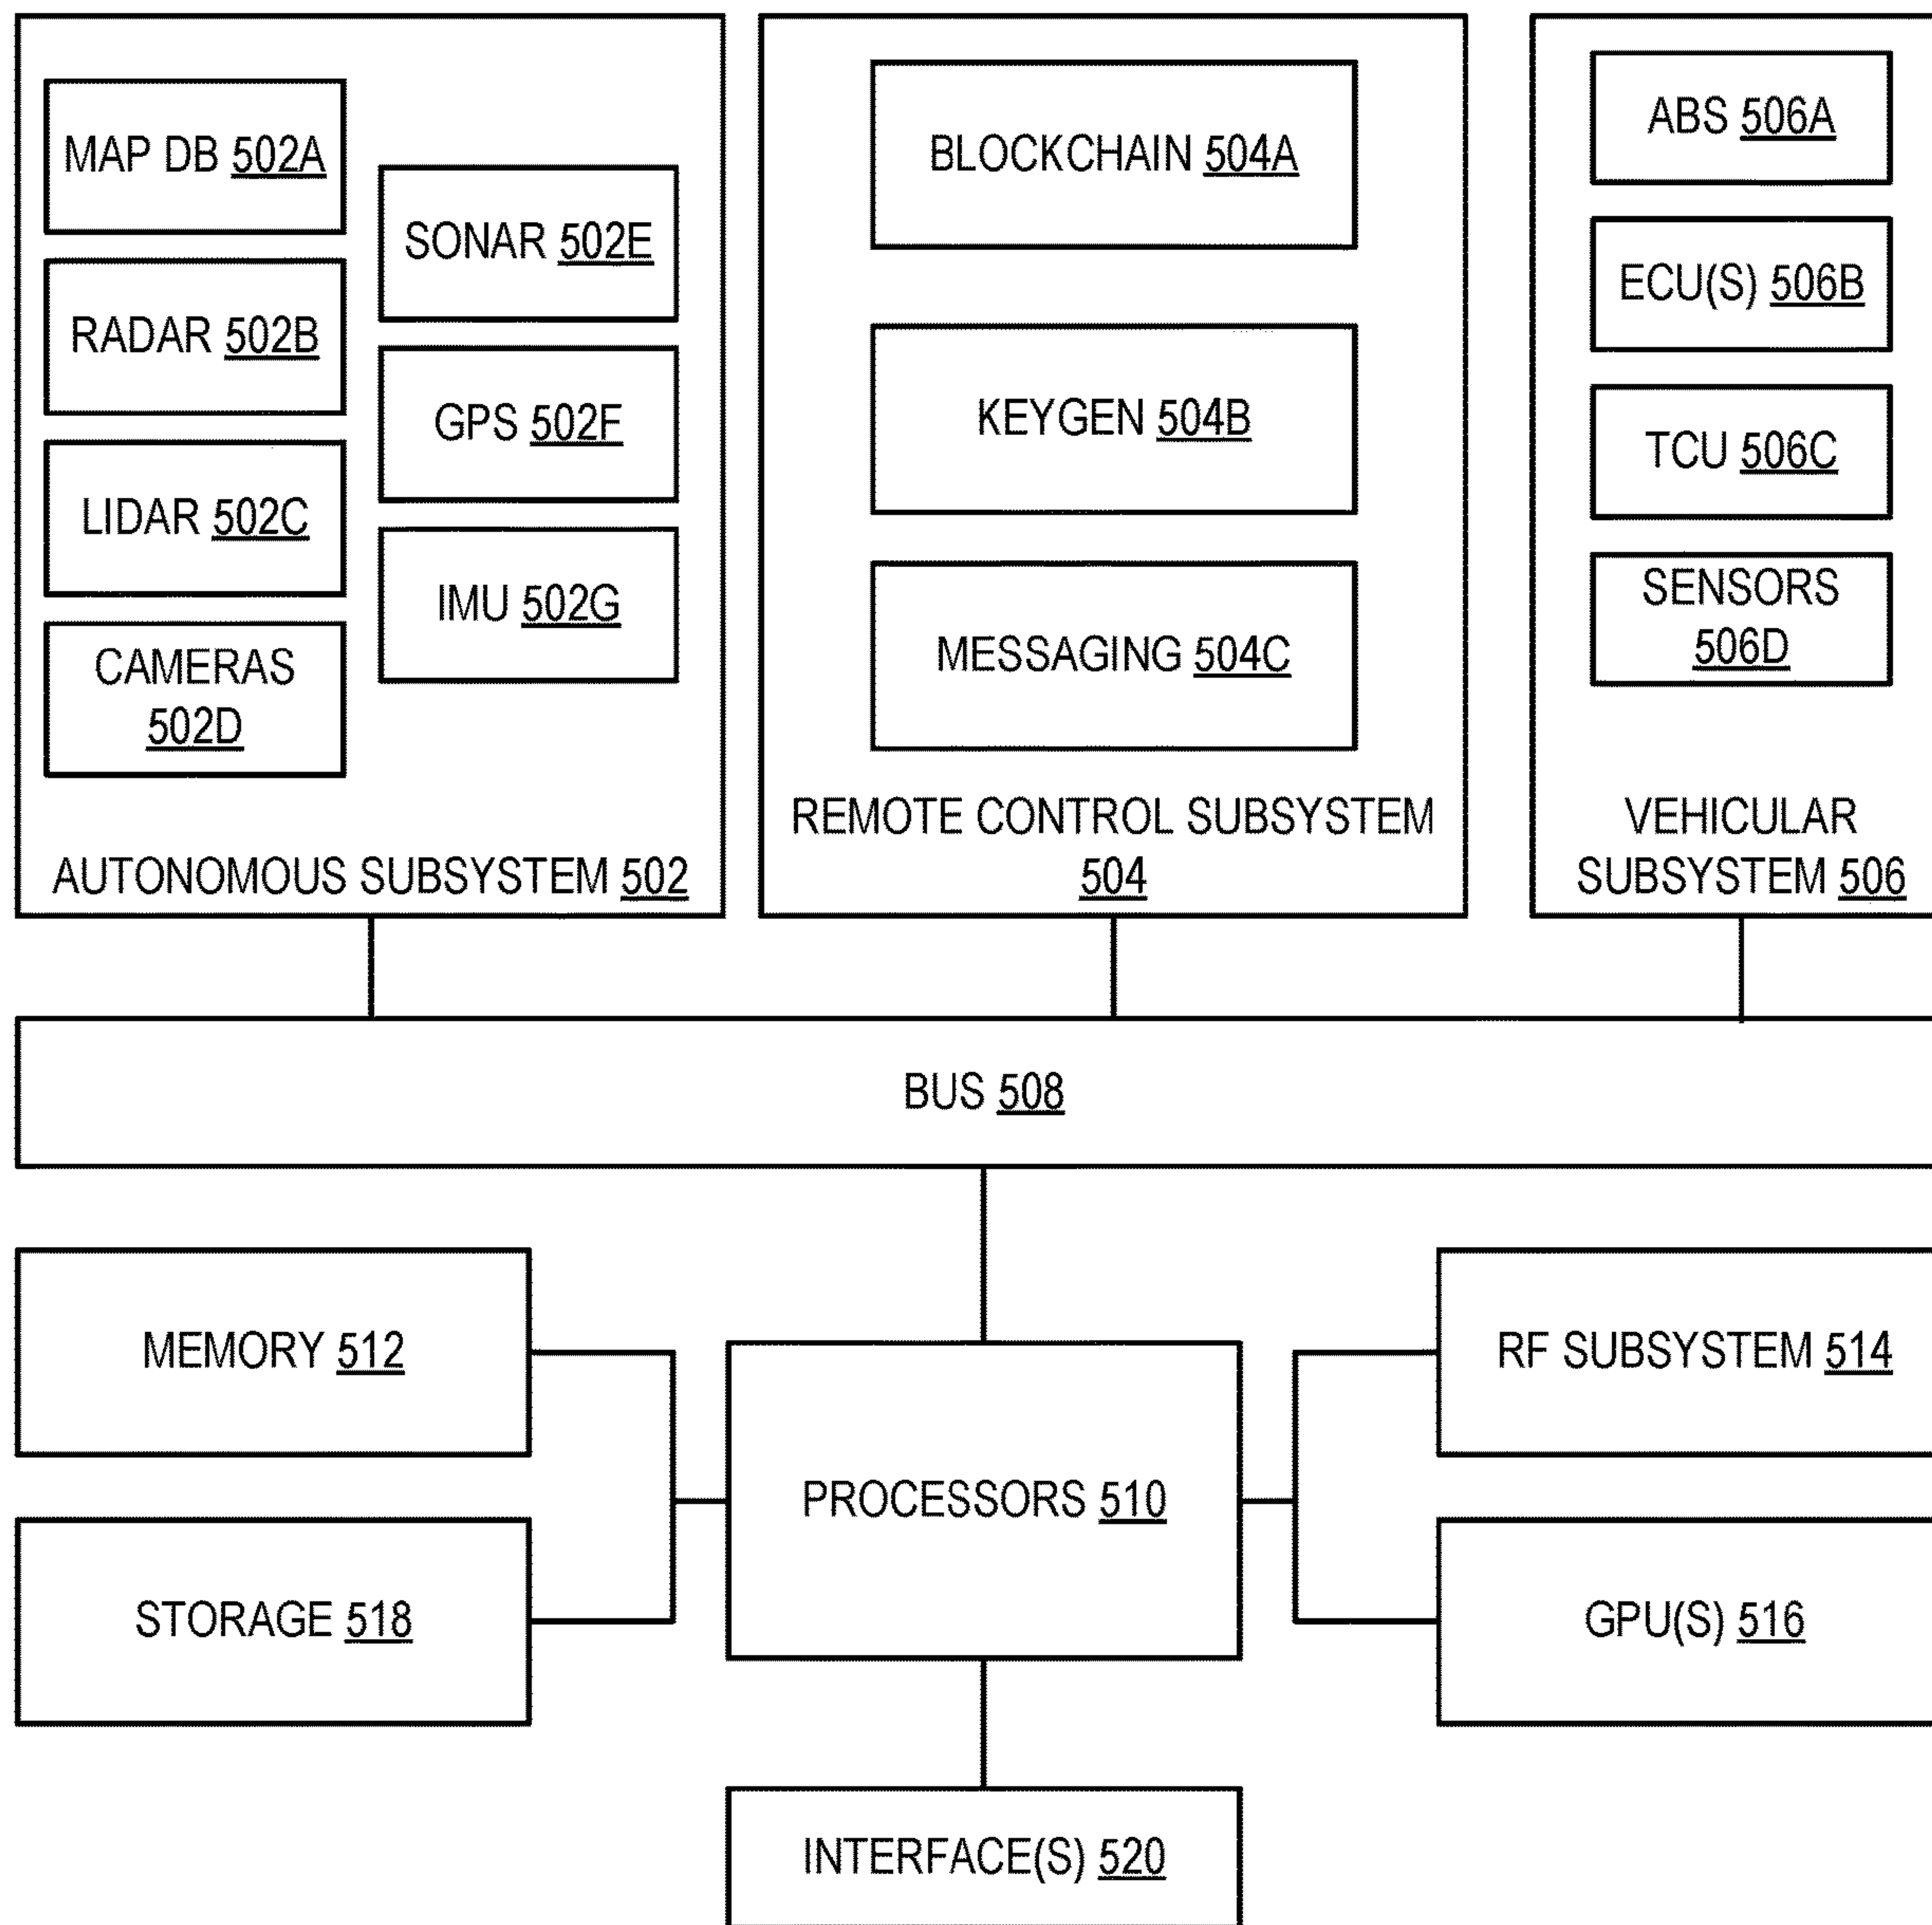 MAP DB 502A
RADAR 502B
LIDAR 502C
CAMERAS
502D
SONAR 502E
GPS 502F
IMU 502G
AUTONOMOUS SUBSYSTEM 502
BLOCKCHAIN 504A
KEYGEN 504B
MESSAGING 504C
REMOTE CONTROL SUBSYSTEM
504
ABS 506A
ECU(S) 506B
TCU 506C
SENSORS
506D
VEHICULAR
SUBSYSTEM 506
BUS 508
MEMORY 512
STORAGE 518
PROCESSORS 510
RF SUBSYSTEM 514
GPU(S) 516
INTERFACE(S) 520